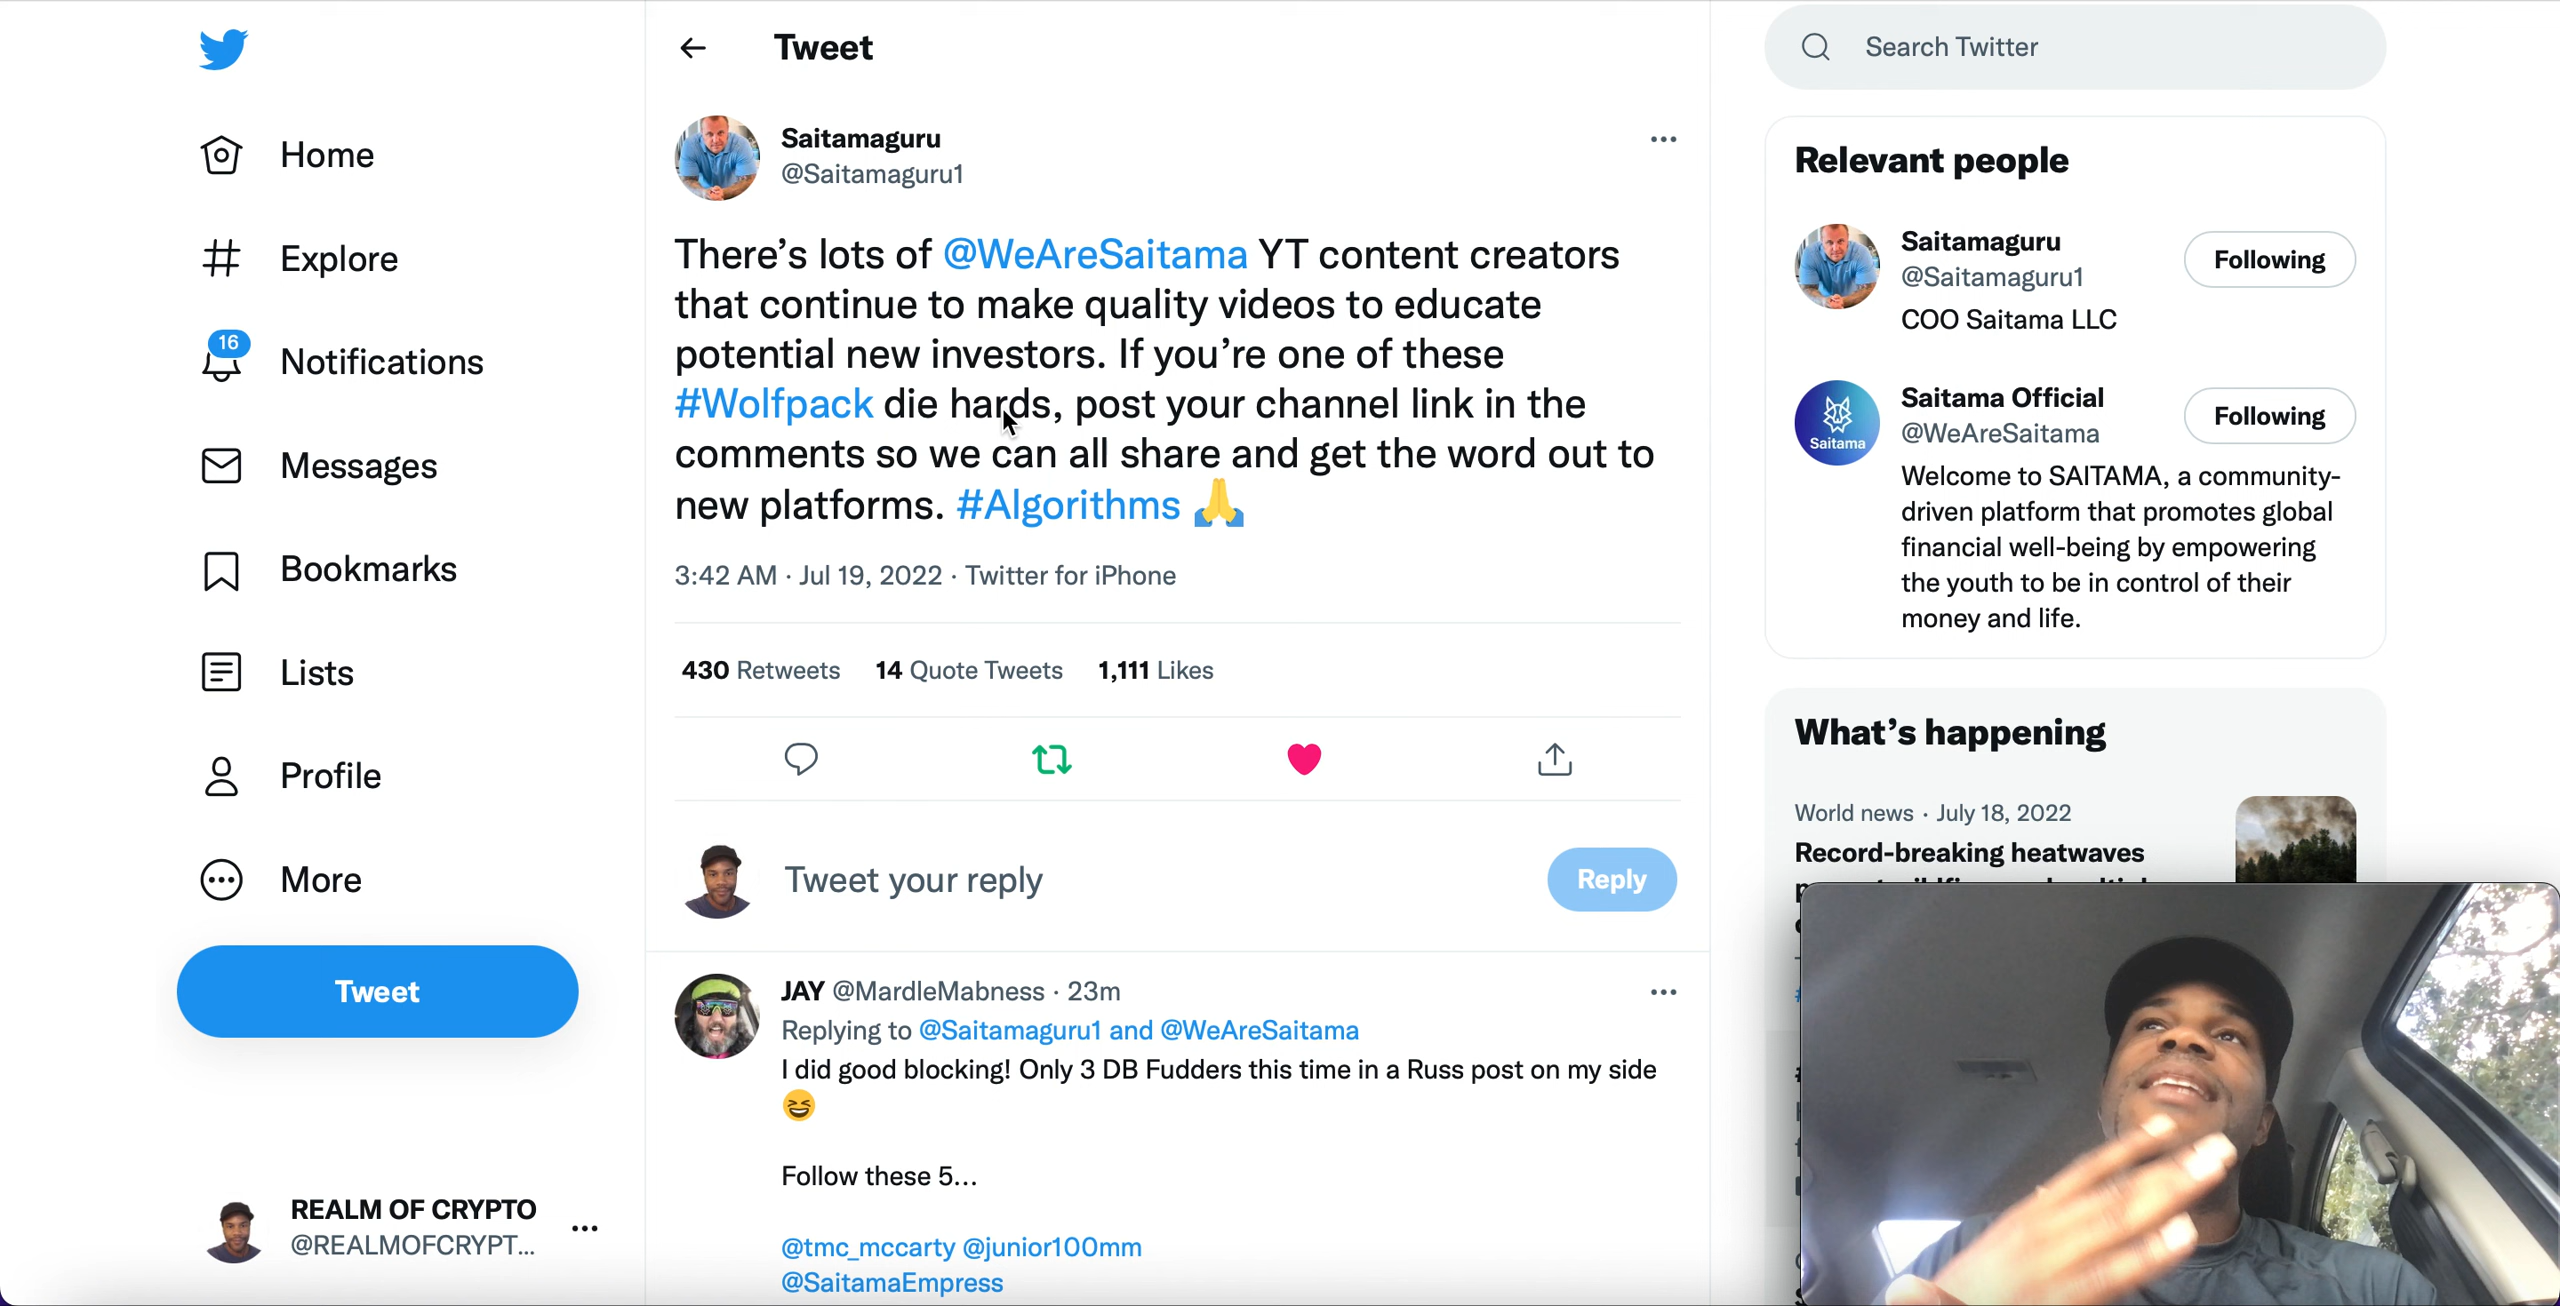 Home
Explore
16
Notifications
Messages
Bookmarks
Lists
Profile
More
Tweet
REALM OF CRYPTO
@REALMOFCRYPT...
Tweet
Saitamaguru
@Saitamaguru1
There’s lots of @WeAreSaitama YT content creators
that continue to make quality videos to educate
potential new investors. If you’re one of these
#Wolfpack die hards, post your channel link in the
comments so we can all share and get the word out to
new platforms. #Algorithms 🙏
3:42 AM · Jul 19, 2022 · Twitter for iPhone
430 Retweets 14 Quote Tweets 1,111 Likes
Tweet your reply
Reply
JAY @MardleMabness · 23m
Replying to @Saitamaguru1 and @WeAreSaitama
I did good blocking! Only 3 DB Fudders this time in a Russ post on my side
😆
Follow these 5...
@tmc_mccarty @junior100mm
@SaitamaEmpress
Search Twitter
Relevant people
Saitamaguru
@Saitamaguru1
Following
COO Saitama LLC
Saitama
Saitama Official
@WeAreSaitama
Following
Welcome to SAITAMA, a community-
driven platform that promotes global
financial well-being by empowering
the youth to be in control of their
money and life.
What’s happening
World news · July 18, 2022
Record-breaking heatwaves